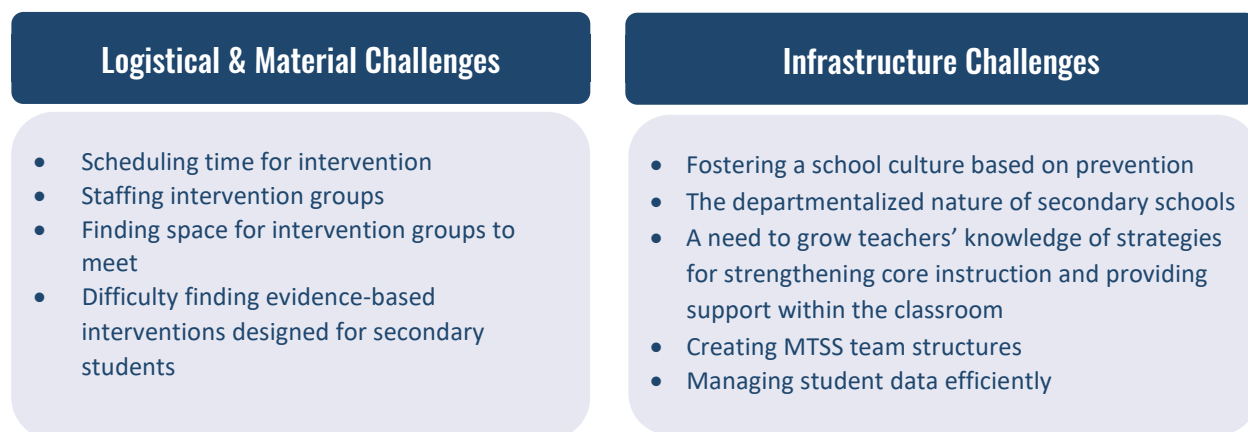 Logistical & Material Challenges
• Scheduling time for intervention
• Staffing intervention groups
• Finding space for intervention groups to
meet
• Difficulty finding evidence-based
interventions designed for secondary
students
Infrastructure Challenges
• Fostering a school culture based on prevention
• The departmentalized nature of secondary schools
• A need to grow teachers’ knowledge of strategies
for strengthening core instruction and providing
support within the classroom
• Creating MTSS team structures
• Managing student data efficiently